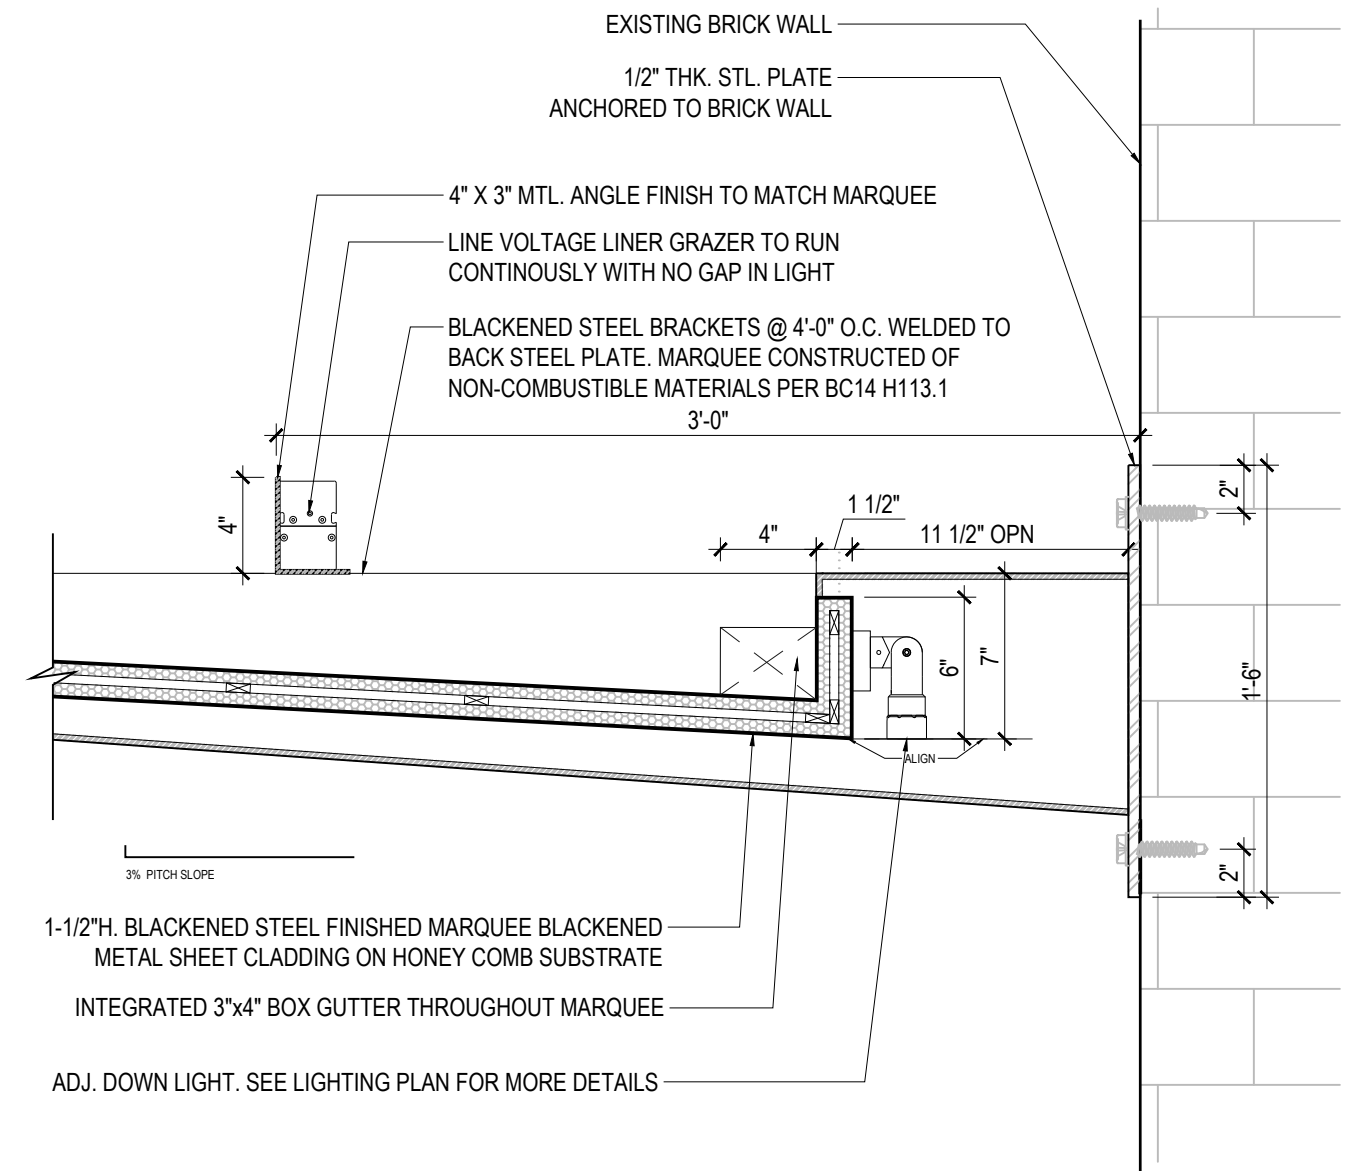 EXISTING BRICK WALL
1/2" THK. STL. PLATE
ANCHORED TO BRICK WALL
4" X 3" MTL. ANGLE FINISH TO MATCH MARQUEE
LINE VOLTAGE LINER GRAZER TO RUN
CONTINOUSLY WITH NO GAP IN LIGHT
BLACKENED STEEL BRACKETS @ 4'-0" O.C. WELDED TO
BACK STEEL PLATE. MARQUEE CONSTRUCTED OF
NON-COMBUSTIBLE MATERIALS PER BC14 H113.1
3'-0"
2"
4"
1 1/2"
4"
11 1/2" OPN
6"
7"
1'-6"
ALIGN
2"
3% PITCH SLOPE
1-1/2"H. BLACKENED STEEL FINISHED MARQUEE BLACKENED
METAL SHEET CLADDING ON HONEY COMB SUBSTRATE
INTEGRATED 3"x4" BOX GUTTER THROUGHOUT MARQUEE
ADJ. DOWN LIGHT. SEE LIGHTING PLAN FOR MORE DETAILS